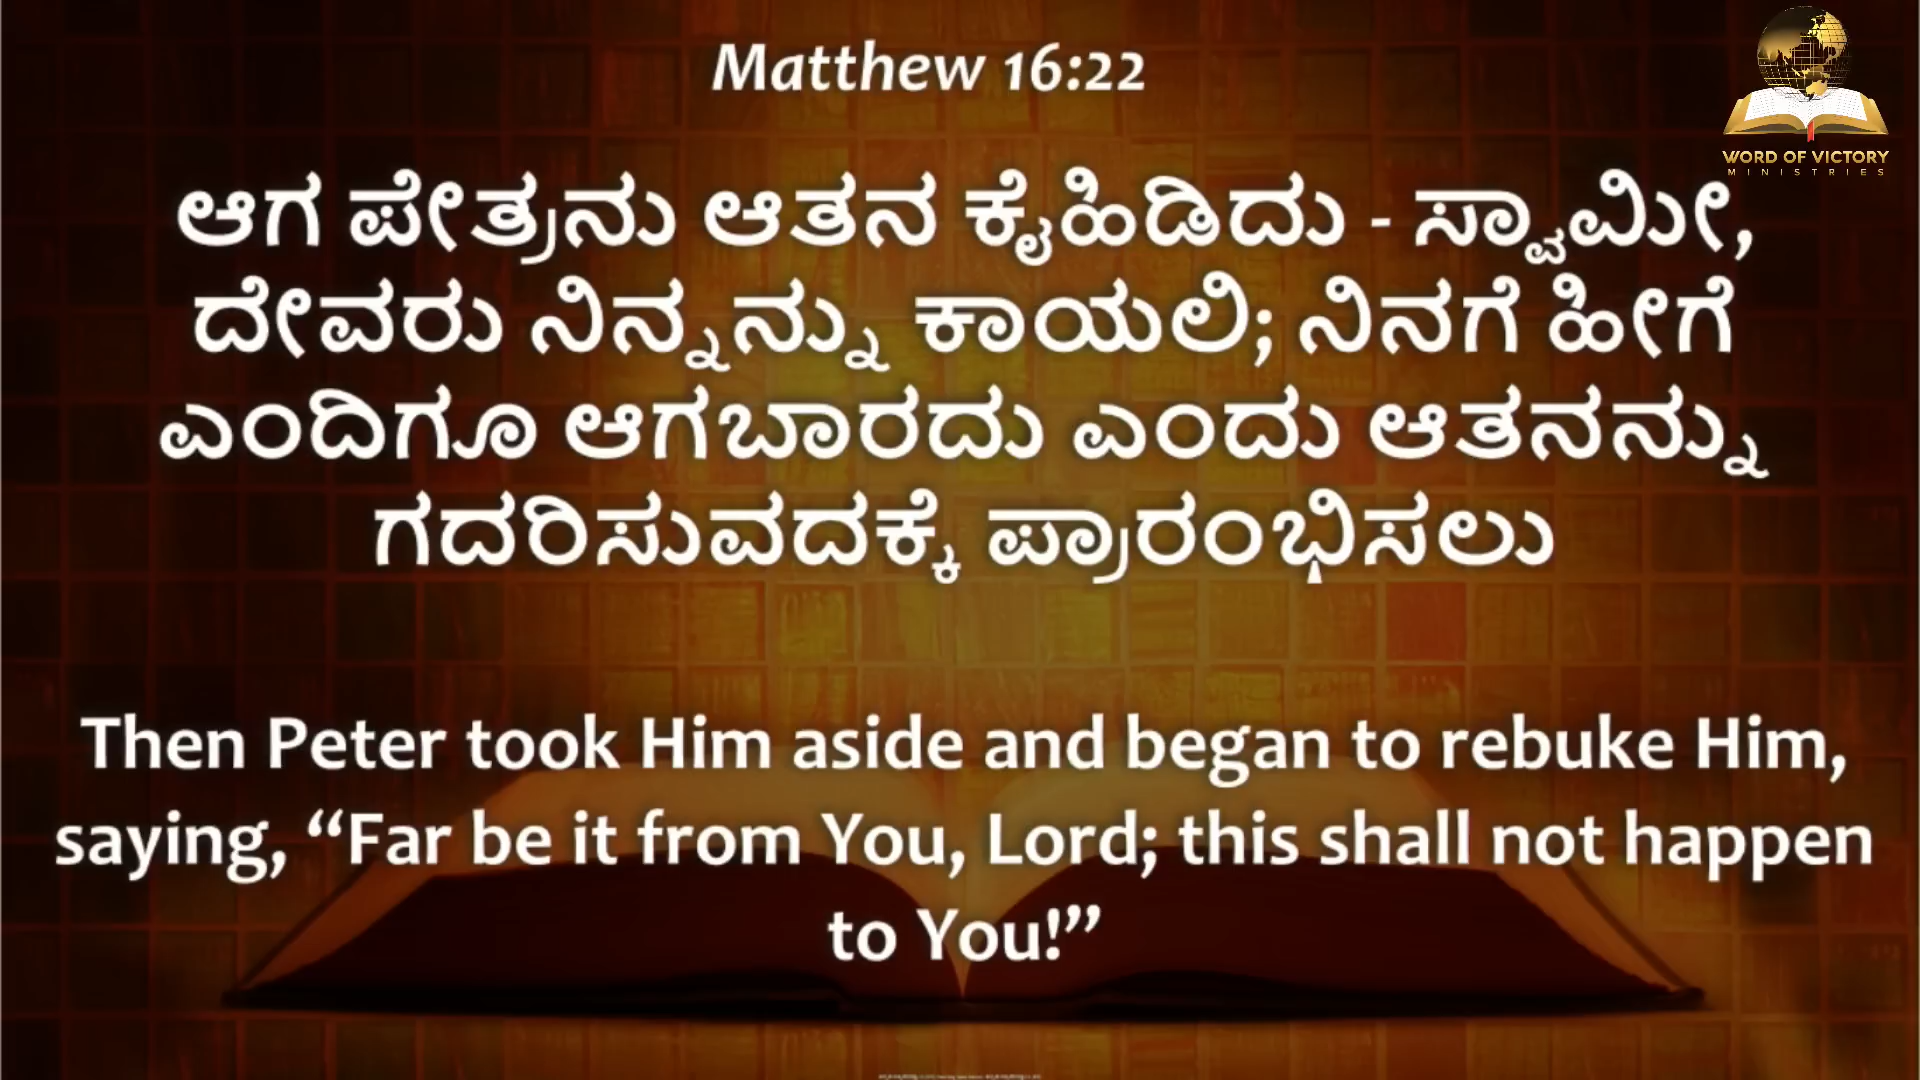 Matthew 16:22
WORD OF VICTORY
MINISTRIES
ಆಗ ಪೇತ್ರನು ಆತನ ಕೈಹಿಡಿದು - ಸ್ವಾಮೀ,
ದೇವರು ನಿನ್ನನ್ನು ಕಾಯಲಿ; ನಿನಗೆ ಹೀಗೆ
ಎಂದಿಗೂ ಆಗಬಾರದು ಎಂದು ಆತನನ್ನು
ಗದರಿಸುವದಕ್ಕೆ ಪ್ರಾರಂಭಿಸಲು
Then Peter took Him aside and began to rebuke Him,
saying, “Far be it from You, Lord; this shall not happen
to You!”